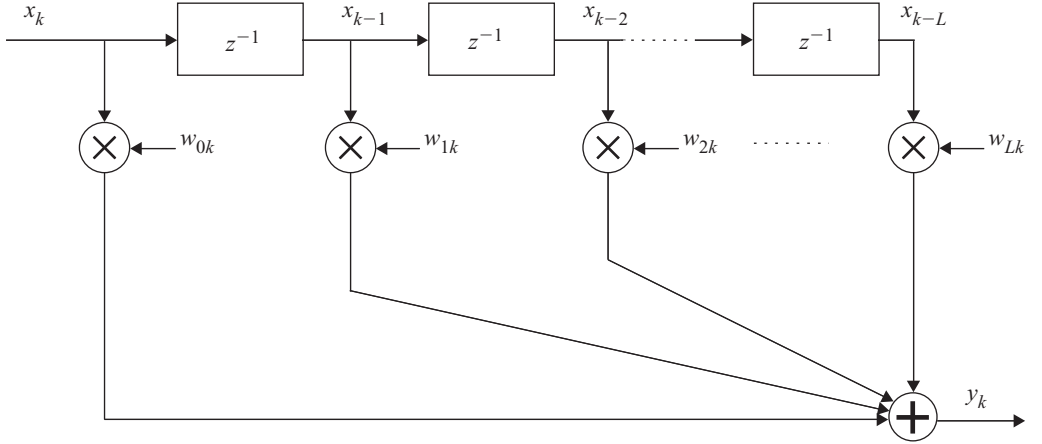 x_k x_{k−1} x_{k−2} x_{k−L}
z^{−1} z^{−1} z^{−1}
w_{0k} w_{1k} w_{2k} w_{Lk}
y_k